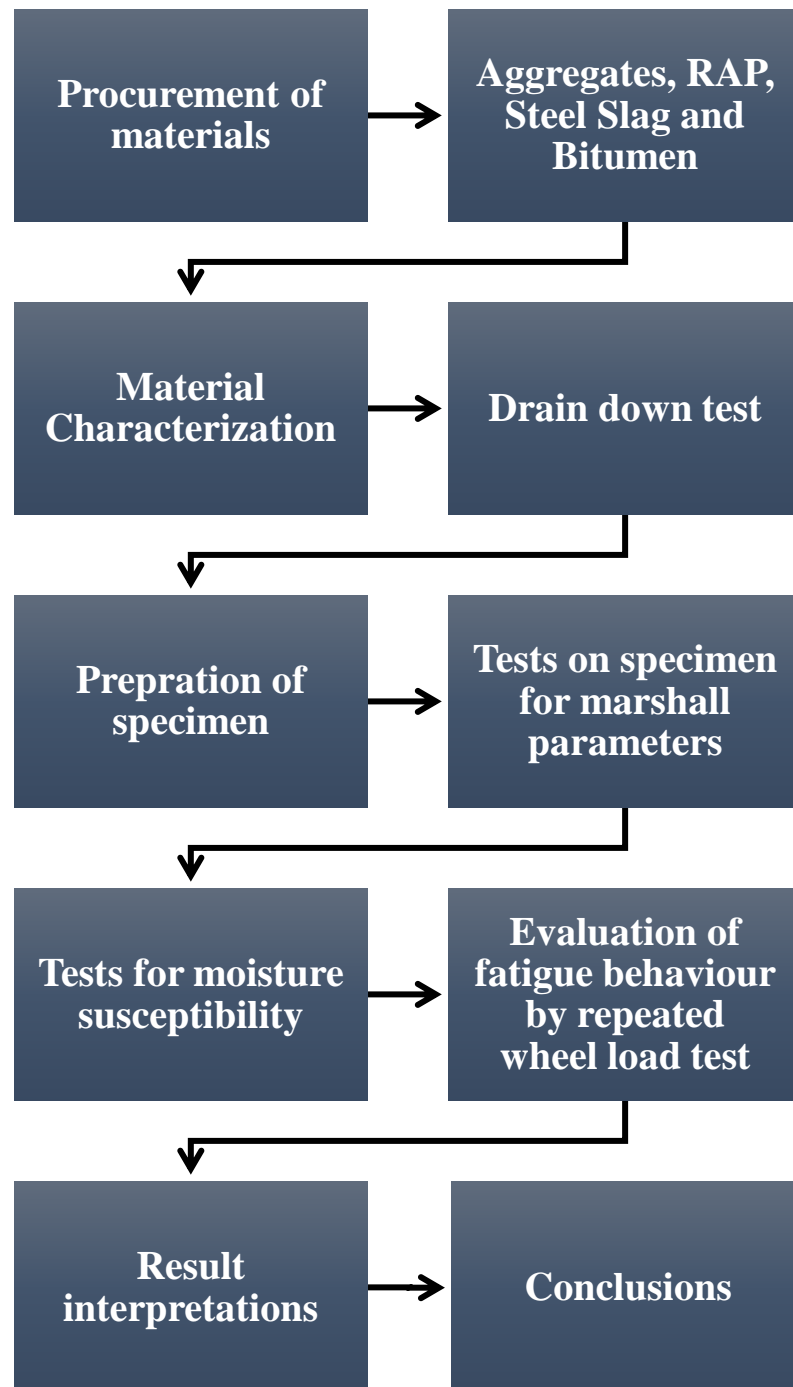 Procurement of
materials
Aggregates, RAP,
Steel Slag and
Bitumen
Material
Characterization
Drain down test
Prepration of
specimen
Tests on specimen
for marshall
parameters
Tests for moisture
susceptibility
Evaluation of
fatigue behaviour
by repeated
wheel load test
Result
interpretations
Conclusions